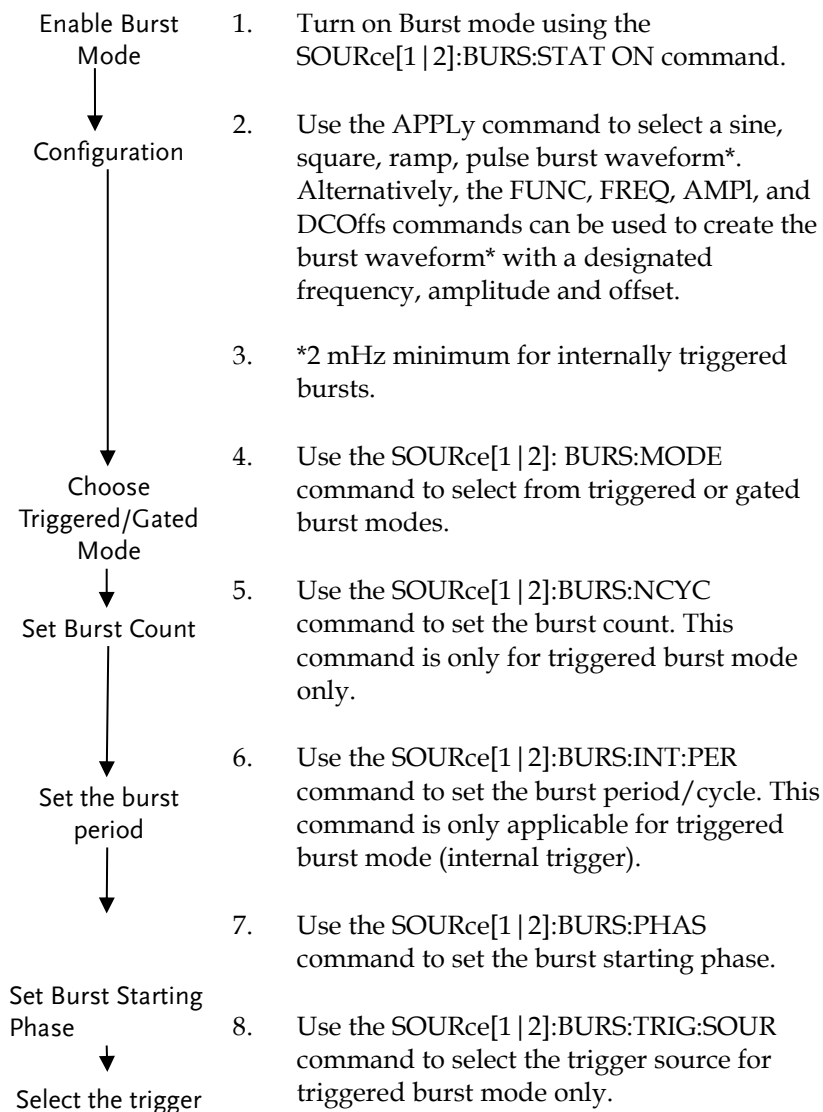 Enable Burst
Mode
1. Turn on Burst mode using the
SOURce[1|2]:BURS:STAT ON command.
Configuration
2. Use the APPLy command to select a sine,
square, ramp, pulse burst waveform*.
Alternatively, the FUNC, FREQ, AMPl, and
DCOffs commands can be used to create the
burst waveform* with a designated
frequency, amplitude and offset.
3. *2 mHz minimum for internally triggered
bursts.
Choose
Triggered/Gated
Mode
4. Use the SOURce[1|2]: BURS:MODE
command to select from triggered or gated
burst modes.
Set Burst Count
5. Use the SOURce[1|2]:BURS:NCYC
command to set the burst count. This
command is only for triggered burst mode
only.
Set the burst
period
6. Use the SOURce[1|2]:BURS:INT:PER
command to set the burst period/cycle. This
command is only applicable for triggered
burst mode (internal trigger).
Set Burst Starting
Phase
7. Use the SOURce[1|2]:BURS:PHAS
command to set the burst starting phase.
Select the trigger
8. Use the SOURce[1|2]:BURS:TRIG:SOUR
command to select the trigger source for
triggered burst mode only.